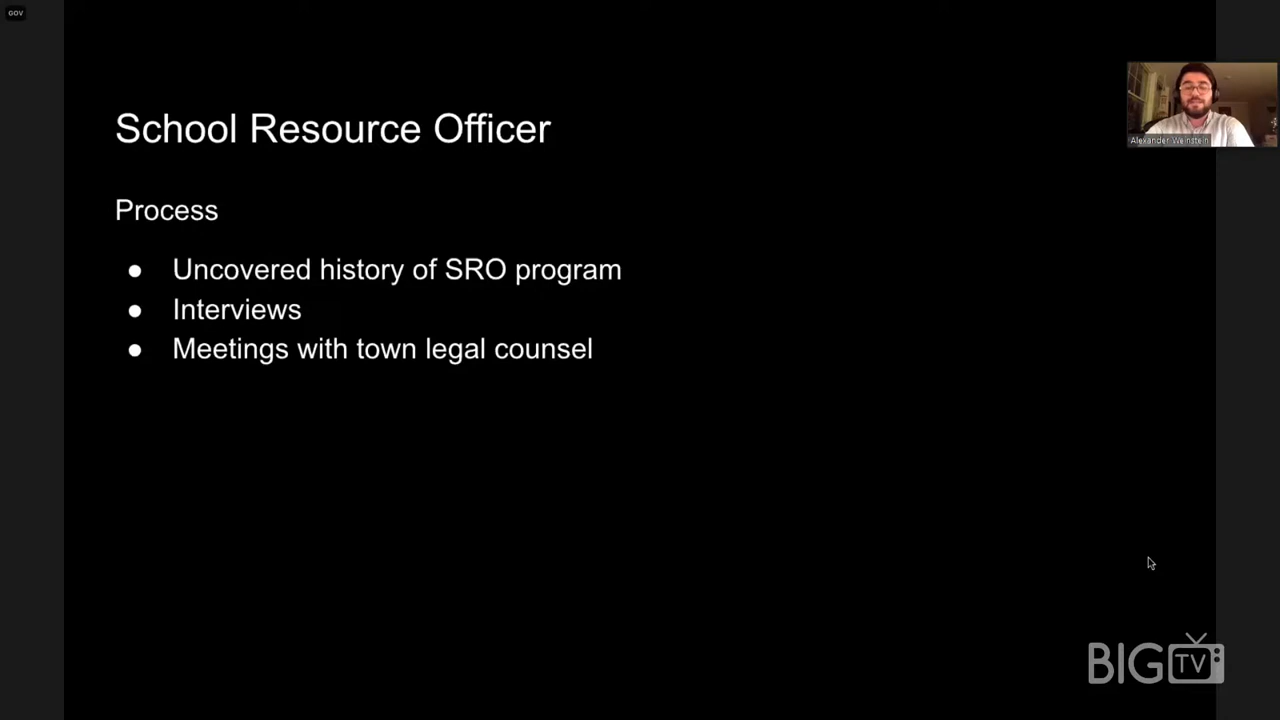 GOV
School Resource Officer
Alexander Weinstein
Process
● Uncovered history of SRO program
● Interviews
● Meetings with town legal counsel
BIG TV